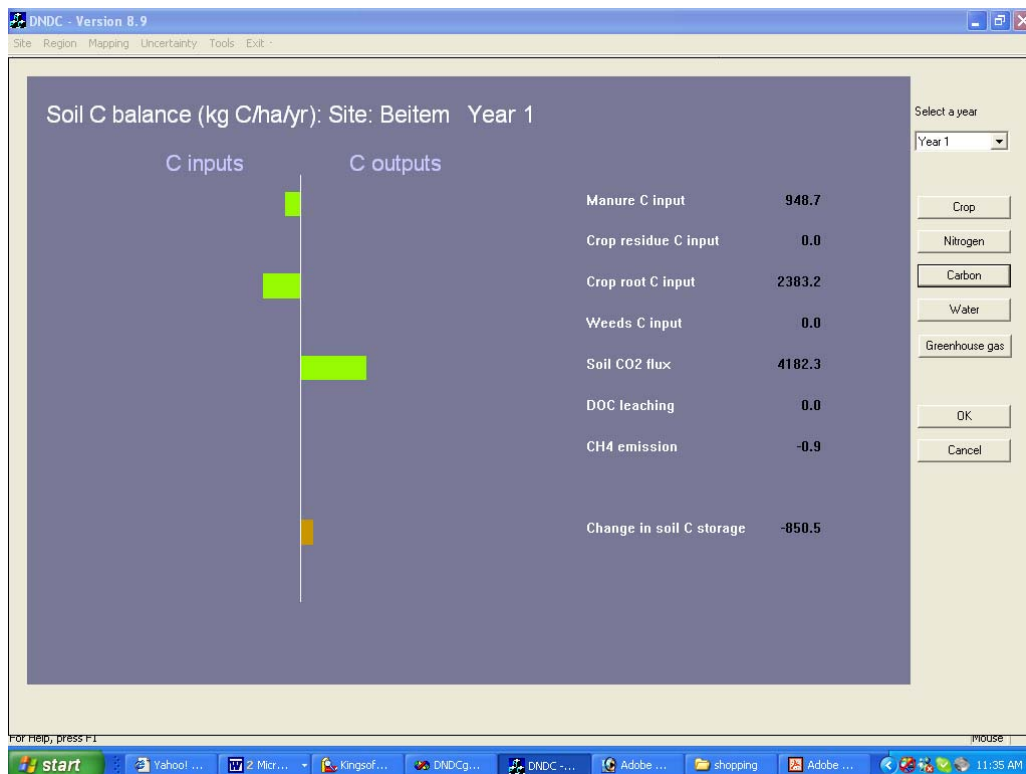 DNDC - Version 8.9
Site Region Mapping Uncertainty Tools Exit
Soil C balance (kg C/ha/yr): Site: Beitem Year 1
C inputs C outputs
Manure C input 948.7
Crop residue C input 0.0
Crop root C input 2383.2
Weeds C input 0.0
Soil CO2 flux 4182.3
DOC leaching 0.0
CH4 emission -0.9
Change in soil C storage -850.5
Select a year
Year 1
Crop
Nitrogen
Carbon
Water
Greenhouse gas
OK
Cancel
For Help, press F1 Mouse
start Yahoo! ... 2 Micr... Kingsof... DNDCg... DNDC -... Adobe ... shopping Adobe ... 11:35 AM